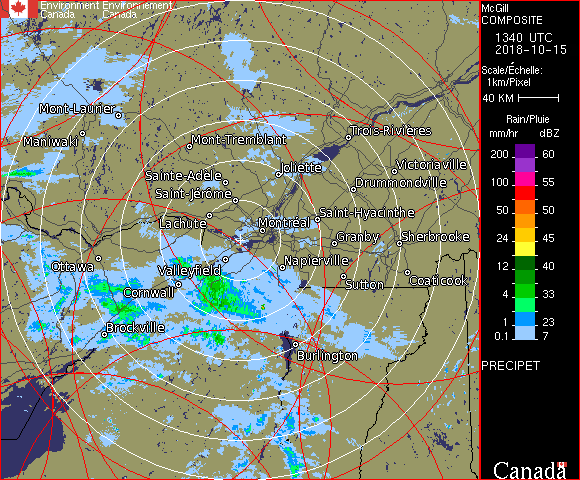 Environment Environnement
Canada Canada
McGill
COMPOSITE
1340 UTC
2018-10-15
Scale/Échelle:
1km/Pixel
40 KM
Rain/Pluie
mm/hr dBZ
200 60
57
100 55
53
50 50
24 45
33
12 40
4 33
1 23
0.1 7
PRECIPET
Canada
Mont-Laurier
Maniwaki
Mont-Tremblant
Trois-Rivières
Joliette
Victoriaville
Sainte-Adèle
Drummondville
Saint-Jérôme
Saint-Hyacinthe
Lachute
Montréal
Granby
Sherbrooke
Ottawa
Valleyfield
Napierville
Sutton
Coaticook
Cornwall
Brockville
Burlington